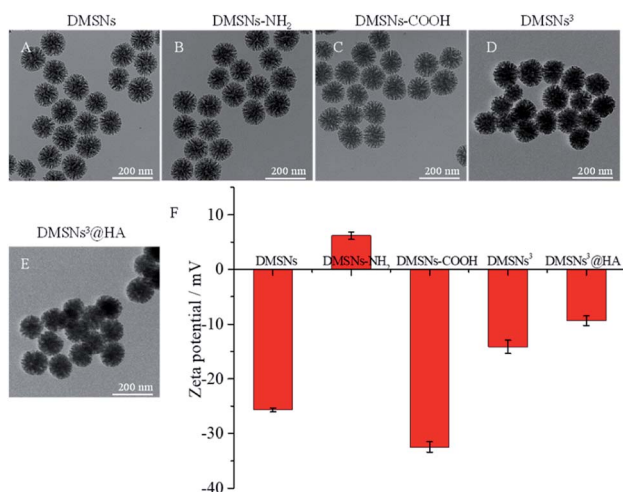 DMSNs DMSNs-NH₂ DMSNs-COOH DMSNs³
A B C D
200 nm 200 nm 200 nm 200 nm
DMSNs³@HA
E
200 nm
F
Zeta potential / mV
10
0
-10
-20
-30
-40
DMSNs DMSNs-NH₂ DMSNs-COOH DMSNs³ DMSNs³@HA